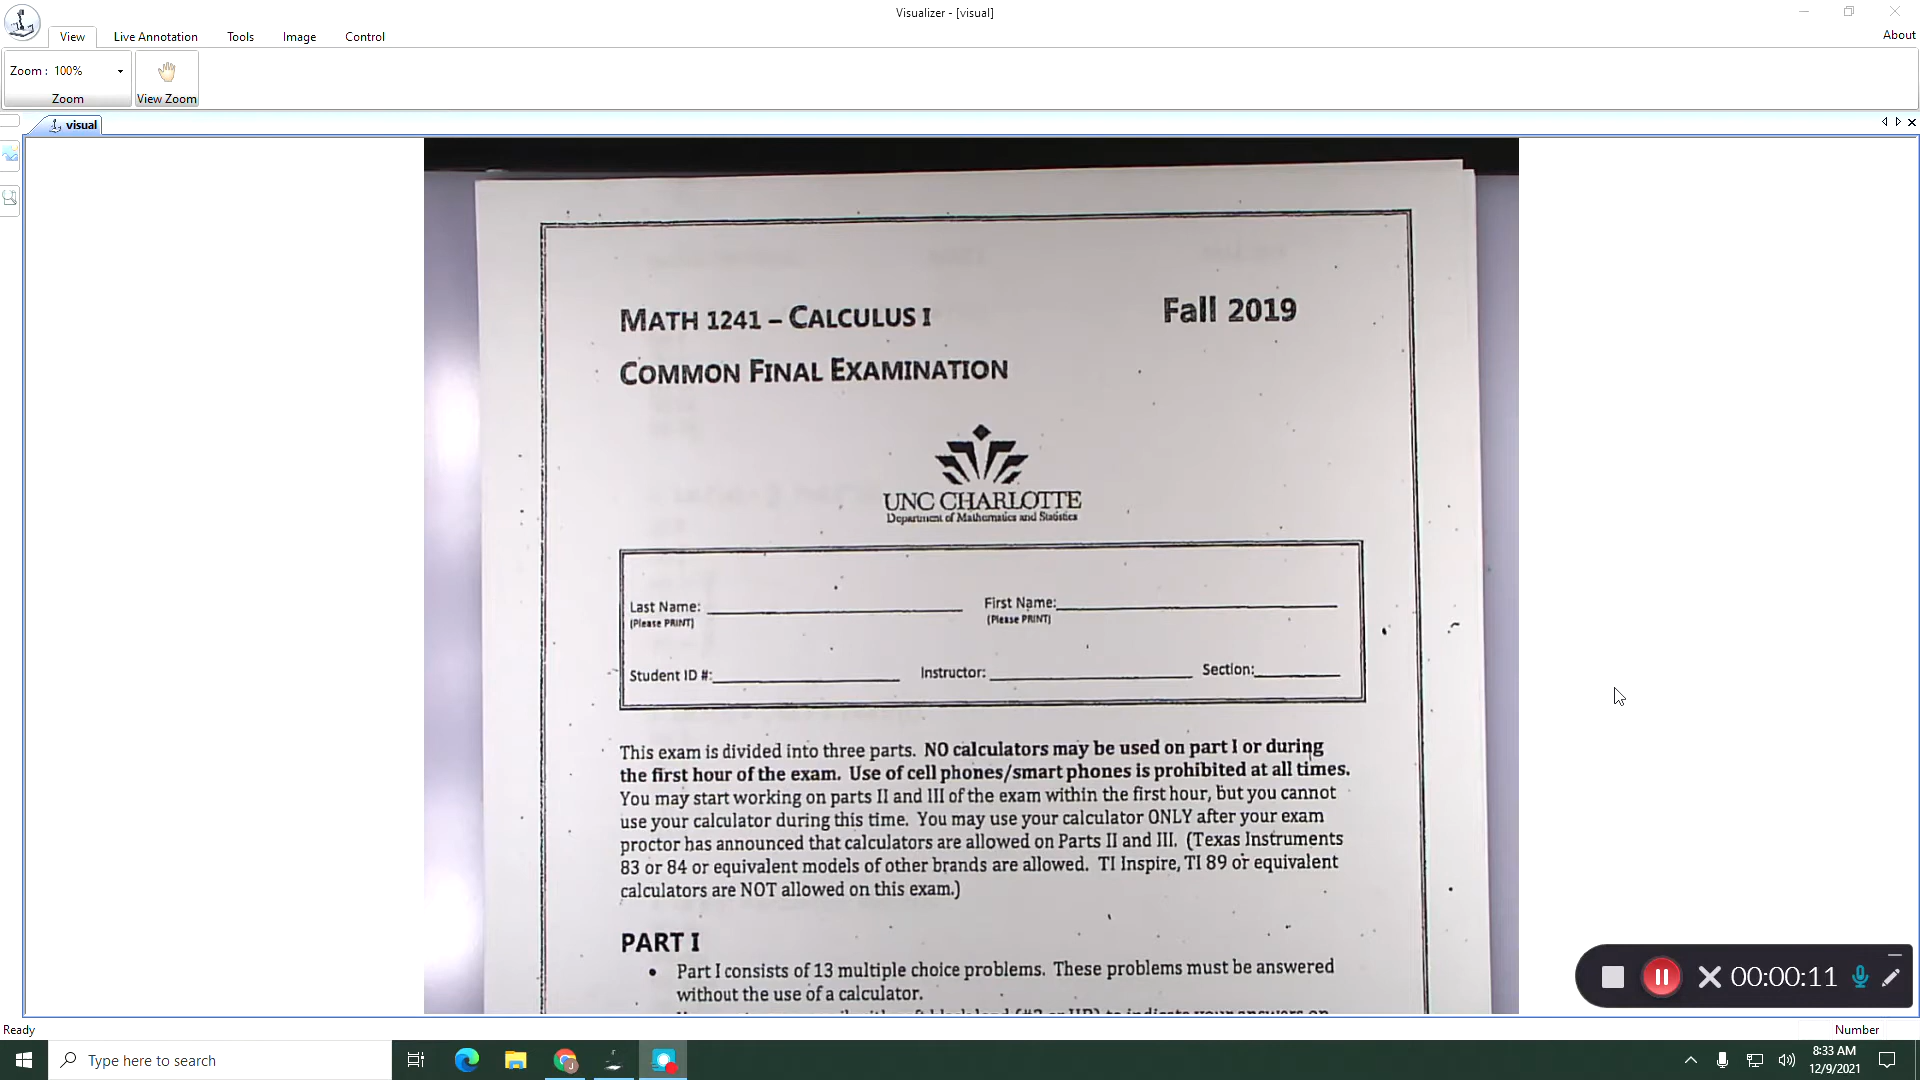 Visualizer - [visual]
View Live Annotation Tools Image Control About
Zoom : 100%
Zoom View Zoom
visual
MATH 1241 – CALCULUS I Fall 2019
COMMON FINAL EXAMINATION
UNC CHARLOTTE
Department of Mathematics and Statistics
Last Name: First Name:
(Please PRINT) (Please PRINT)
Student ID #: Instructor: Section:
This exam is divided into three parts. NO calculators may be used on part I or during
the first hour of the exam. Use of cell phones/smart phones is prohibited at all times.
You may start working on parts II and III of the exam within the first hour, but you cannot
use your calculator during this time. You may use your calculator ONLY after your exam
proctor has announced that calculators are allowed on Parts II and III. (Texas Instruments
83 or 84 or equivalent models of other brands are allowed. TI Inspire, TI 89 or equivalent
calculators are NOT allowed on this exam.)
PART I
• Part I consists of 13 multiple choice problems. These problems must be answered
without the use of a calculator.
00:00:11
Ready Number
Type here to search
8:33 AM
12/9/2021